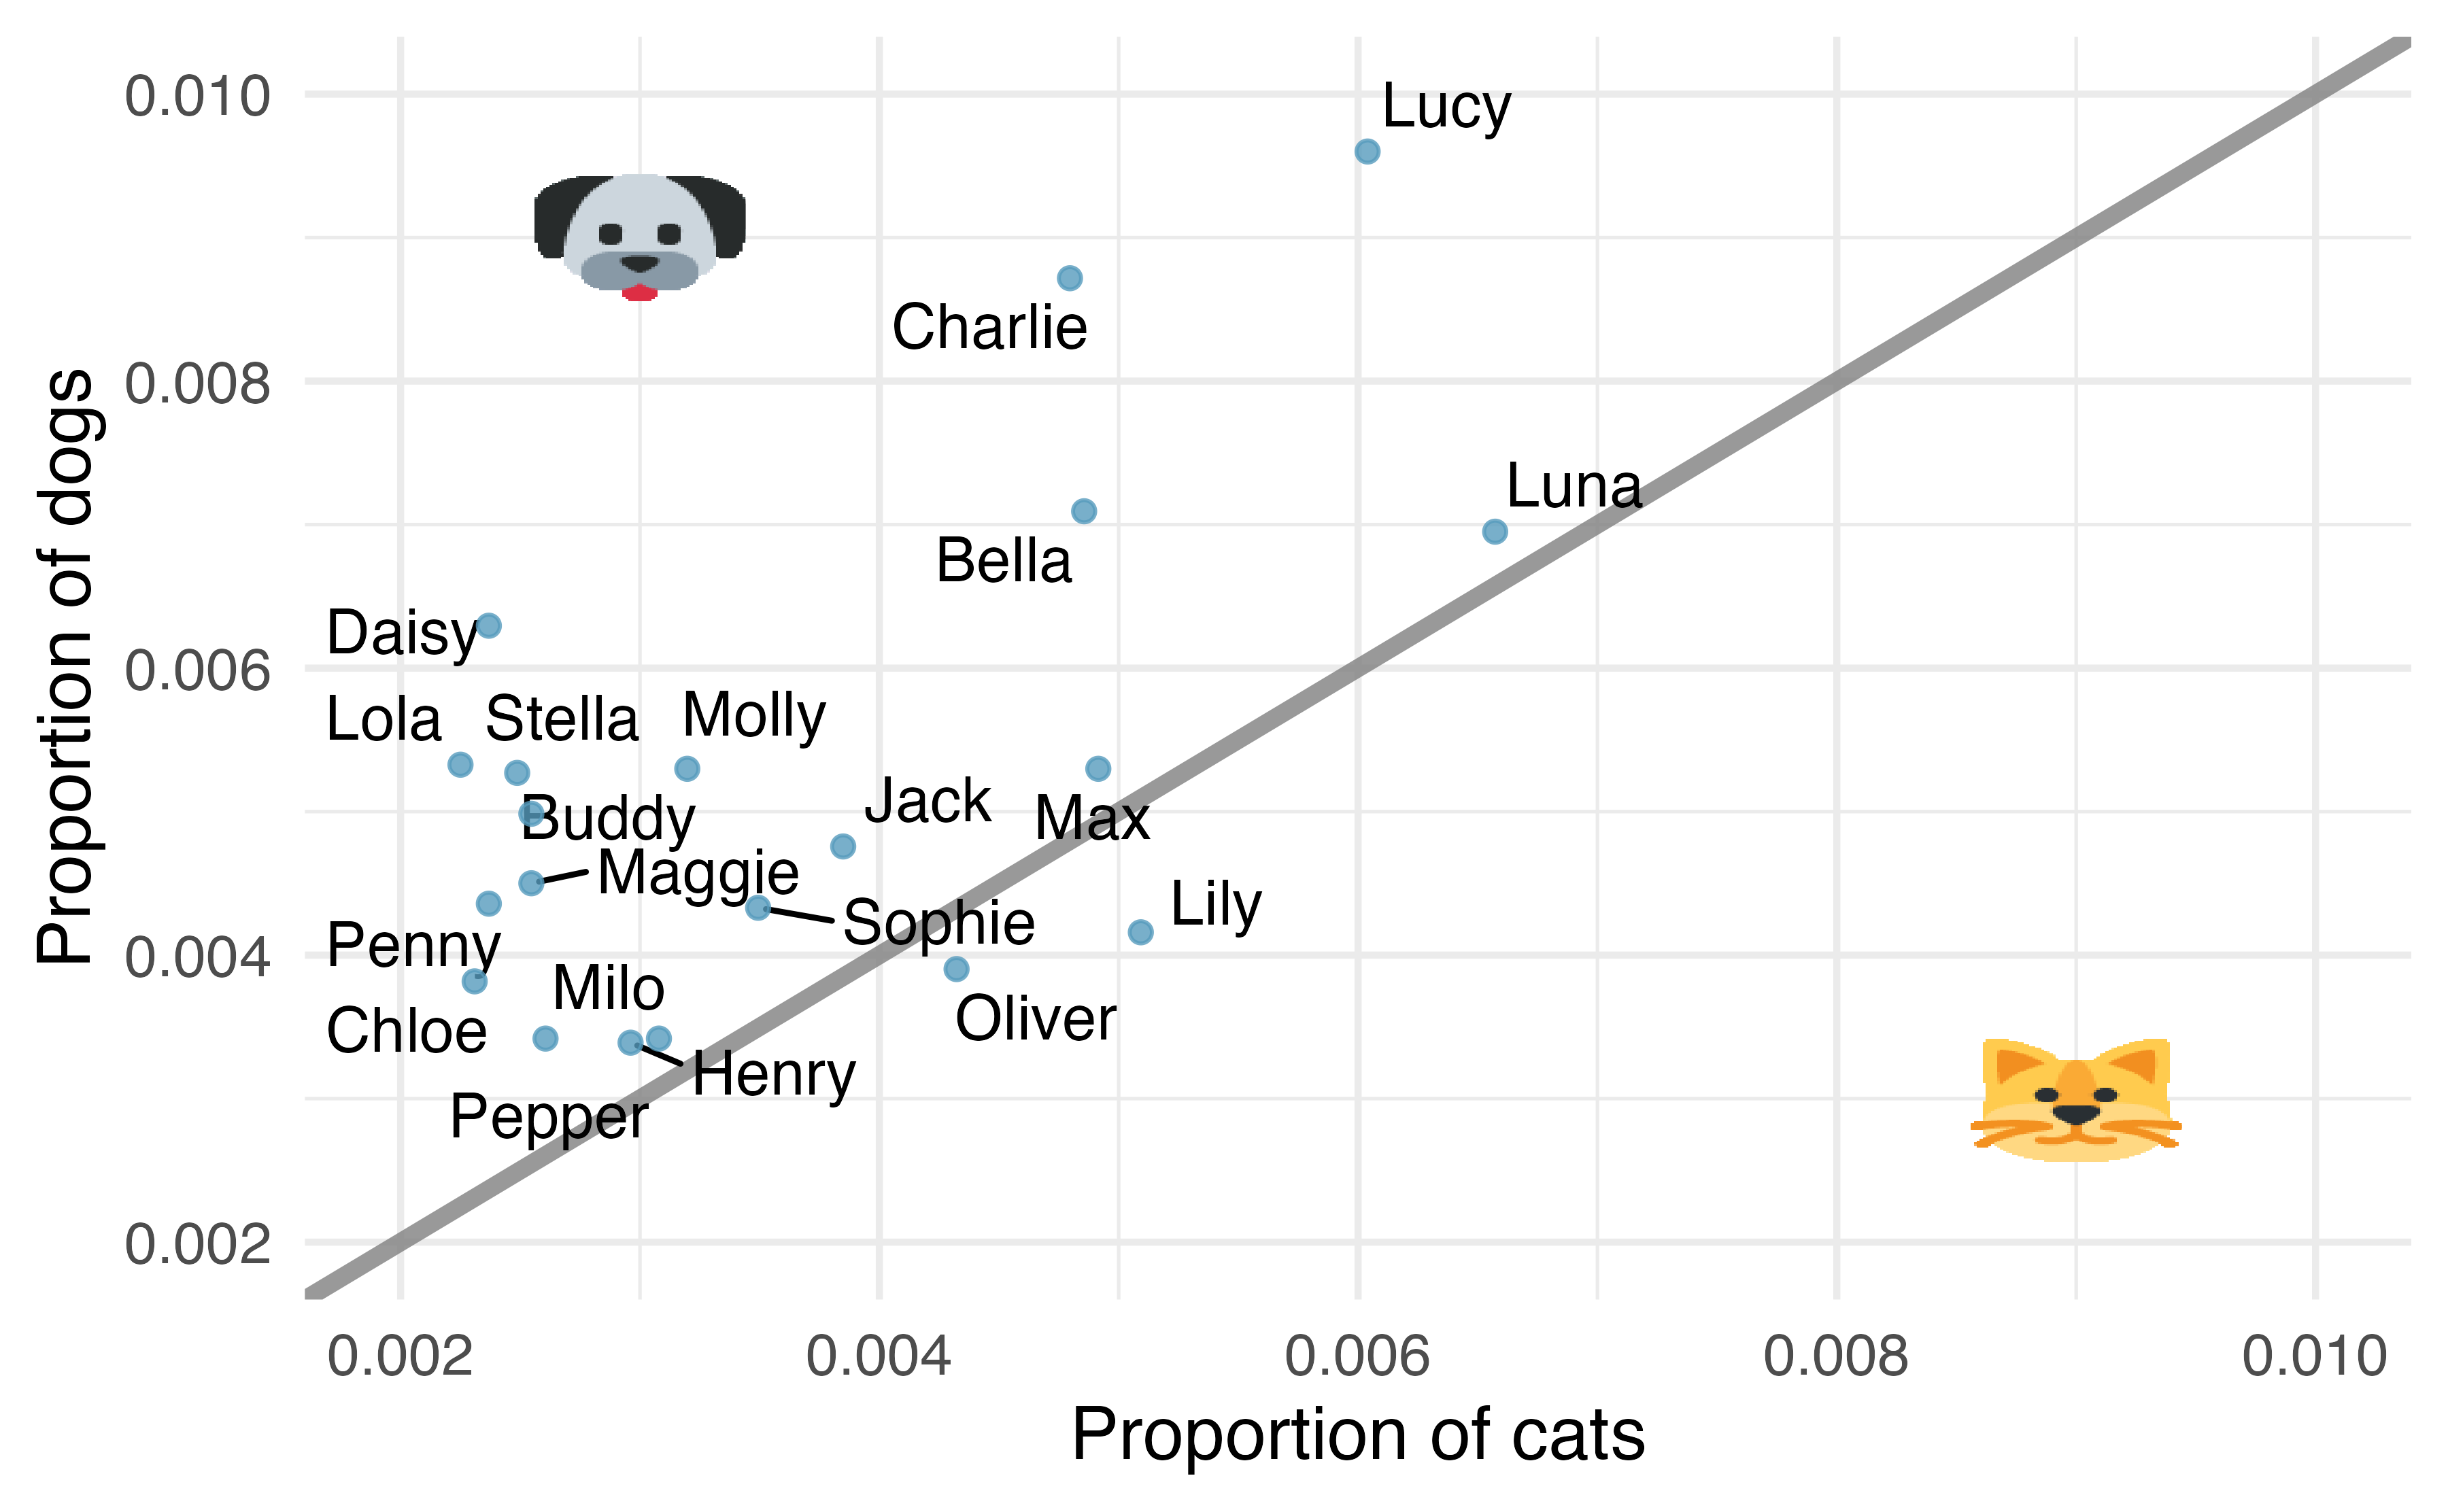 0.010
0.008
0.006
0.004
0.002
Proportion of dogs
Lucy
Charlie
Luna
Bella
Daisy
Lola
Stella
Molly
Jack
Buddy
Max
Maggie
Sophie
Lily
Penny
Milo
Oliver
Chloe
Henry
Pepper
0.002
0.004
0.006
0.008
0.010
Proportion of cats